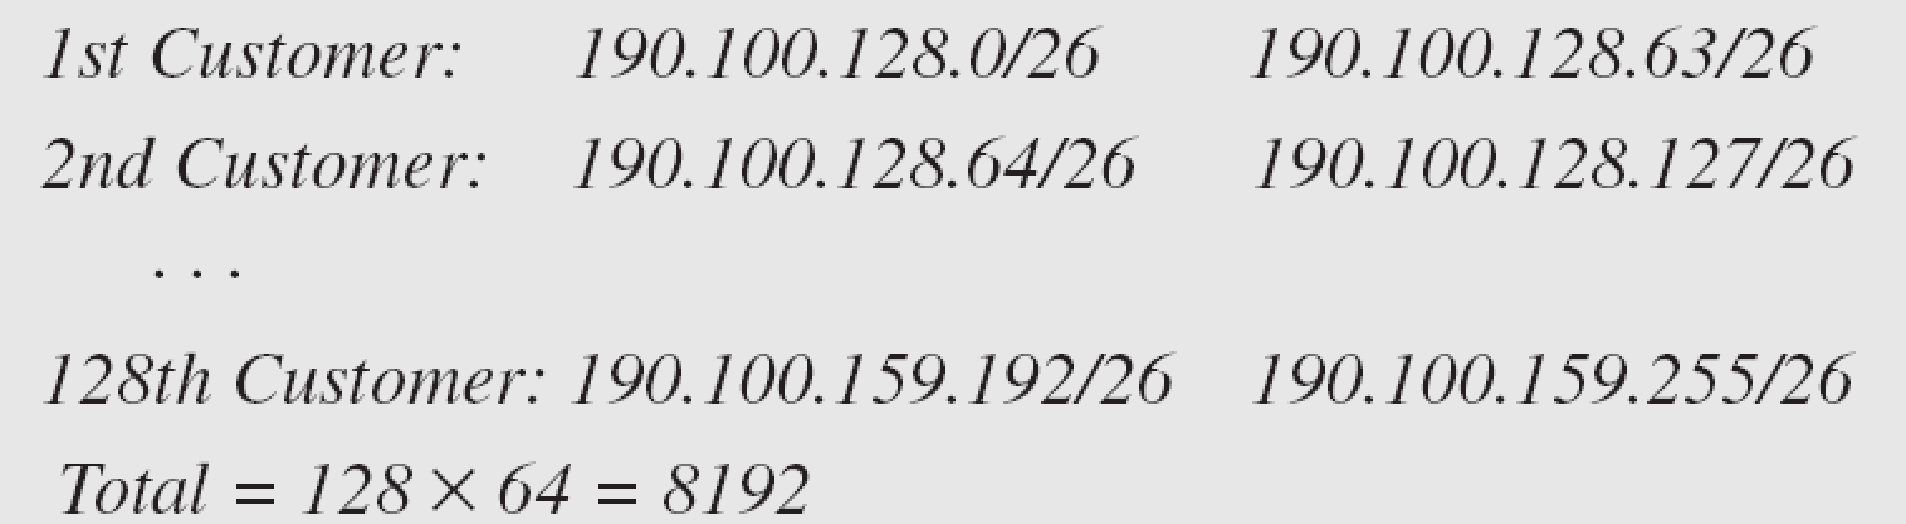 1st Customer: 190.100.128.0/26 190.100.128.63/26
2nd Customer: 190.100.128.64/26 190.100.128.127/26
. . .
128th Customer: 190.100.159.192/26 190.100.159.255/26
Total = 128 × 64 = 8192